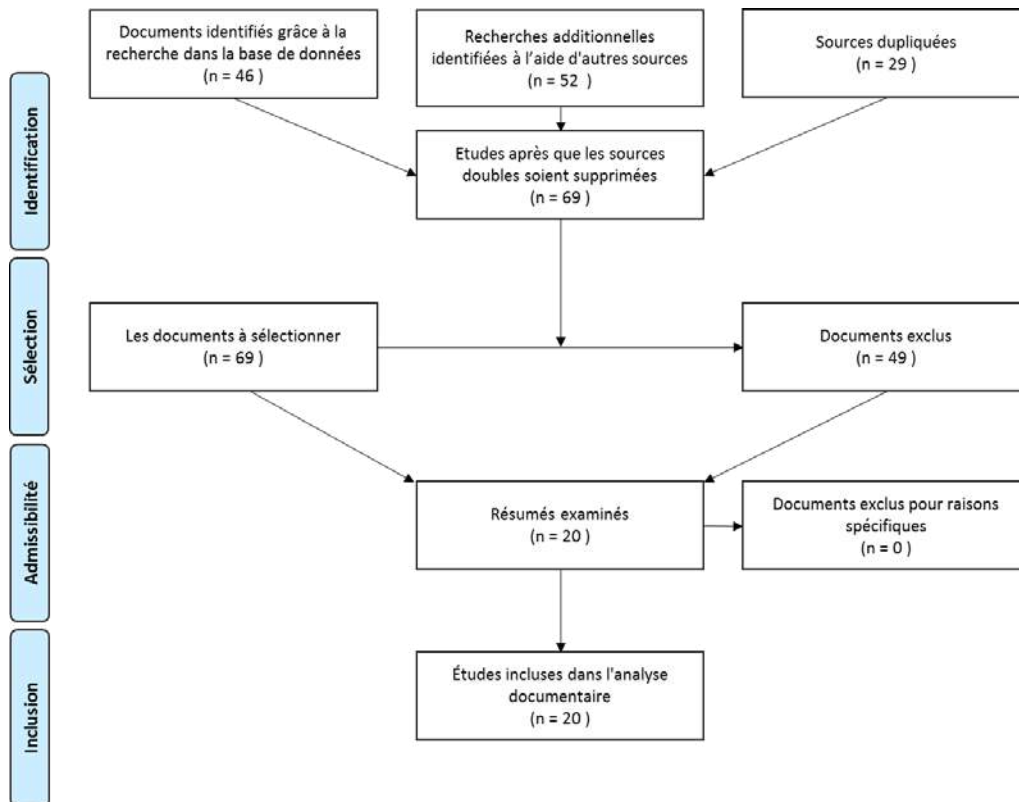 Documents identifiés grâce à la
recherche dans la base de données
(n = 46 )
Recherches additionnelles
identifiées à l’aide d'autres sources
(n = 52  )
Sources dupliquées
(n = 29 )
Identification
Etudes après que les sources
doubles soient supprimées
(n = 69 )
Sélection
Les documents à sélectionner
(n = 69 )
Documents exclus
(n = 49 )
Admissibilité
Résumés examinés
(n = 20 )
Documents exclus pour raisons
spécifiques
(n = 0 )
Inclusion
Études incluses dans l'analyse
documentaire
(n = 20 )